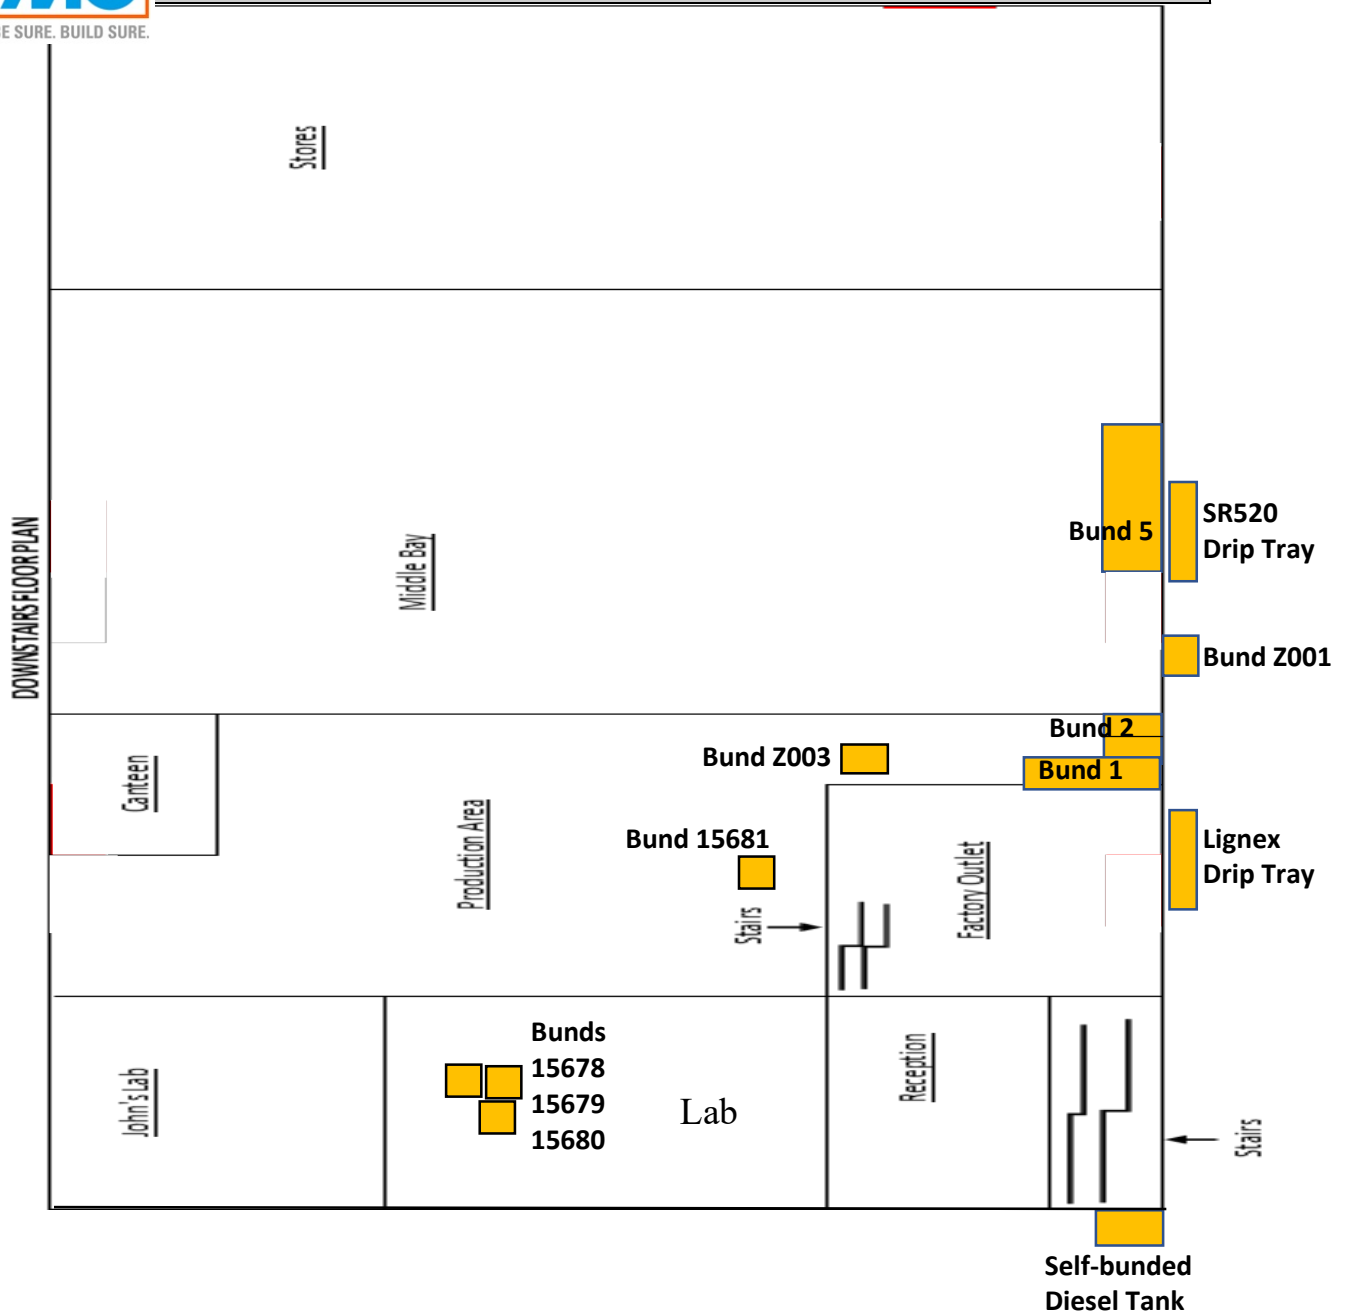 BE SURE. BUILD SURE.
Stores
DOWNSTAIRS FLOOR PLAN
Middle Bay
Bund 5
SR520
Drip Tray
Bund Z001
Bund 2
Bund Z003
Bund 1
Canteen
Production Area
Bund 15681
Lignex
Drip Tray
Factory Outlet
Stairs
Bunds
15678
15679
15680
Lab
John's Lab
Reception
Stairs
Self-bunded
Diesel Tank